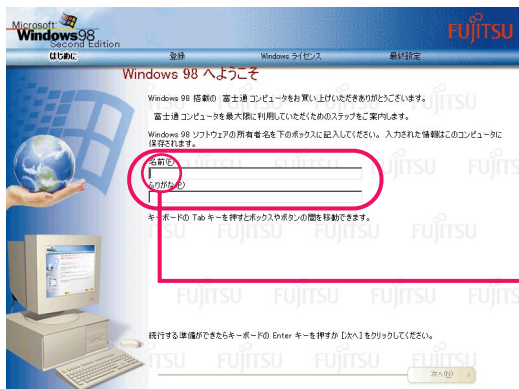 Microsoft
Windows98
Second Edition
FUJITSU
はじめに 登録 Windows ライセンス 最終設定
Windows 98 へようこそ
Windows 98 搭載の 富士通コンピュータをお買い上げいただきありがとうございます。
富士通コンピュータを最大限に利用していただくためのステップをご案内します。
Windows 98 ソフトウェアの所有者名を下のボックスに記入してください。 入力された情報はこのコンピュータに
保存されます。
名前(E)
ふりがな(P)
キーボードの Tab キーを押すとボックスやボタンの間を移動できます。
続行する準備ができたらキーボードの Enter キーを押すか [次へ] をクリックしてください。
次へ(N)